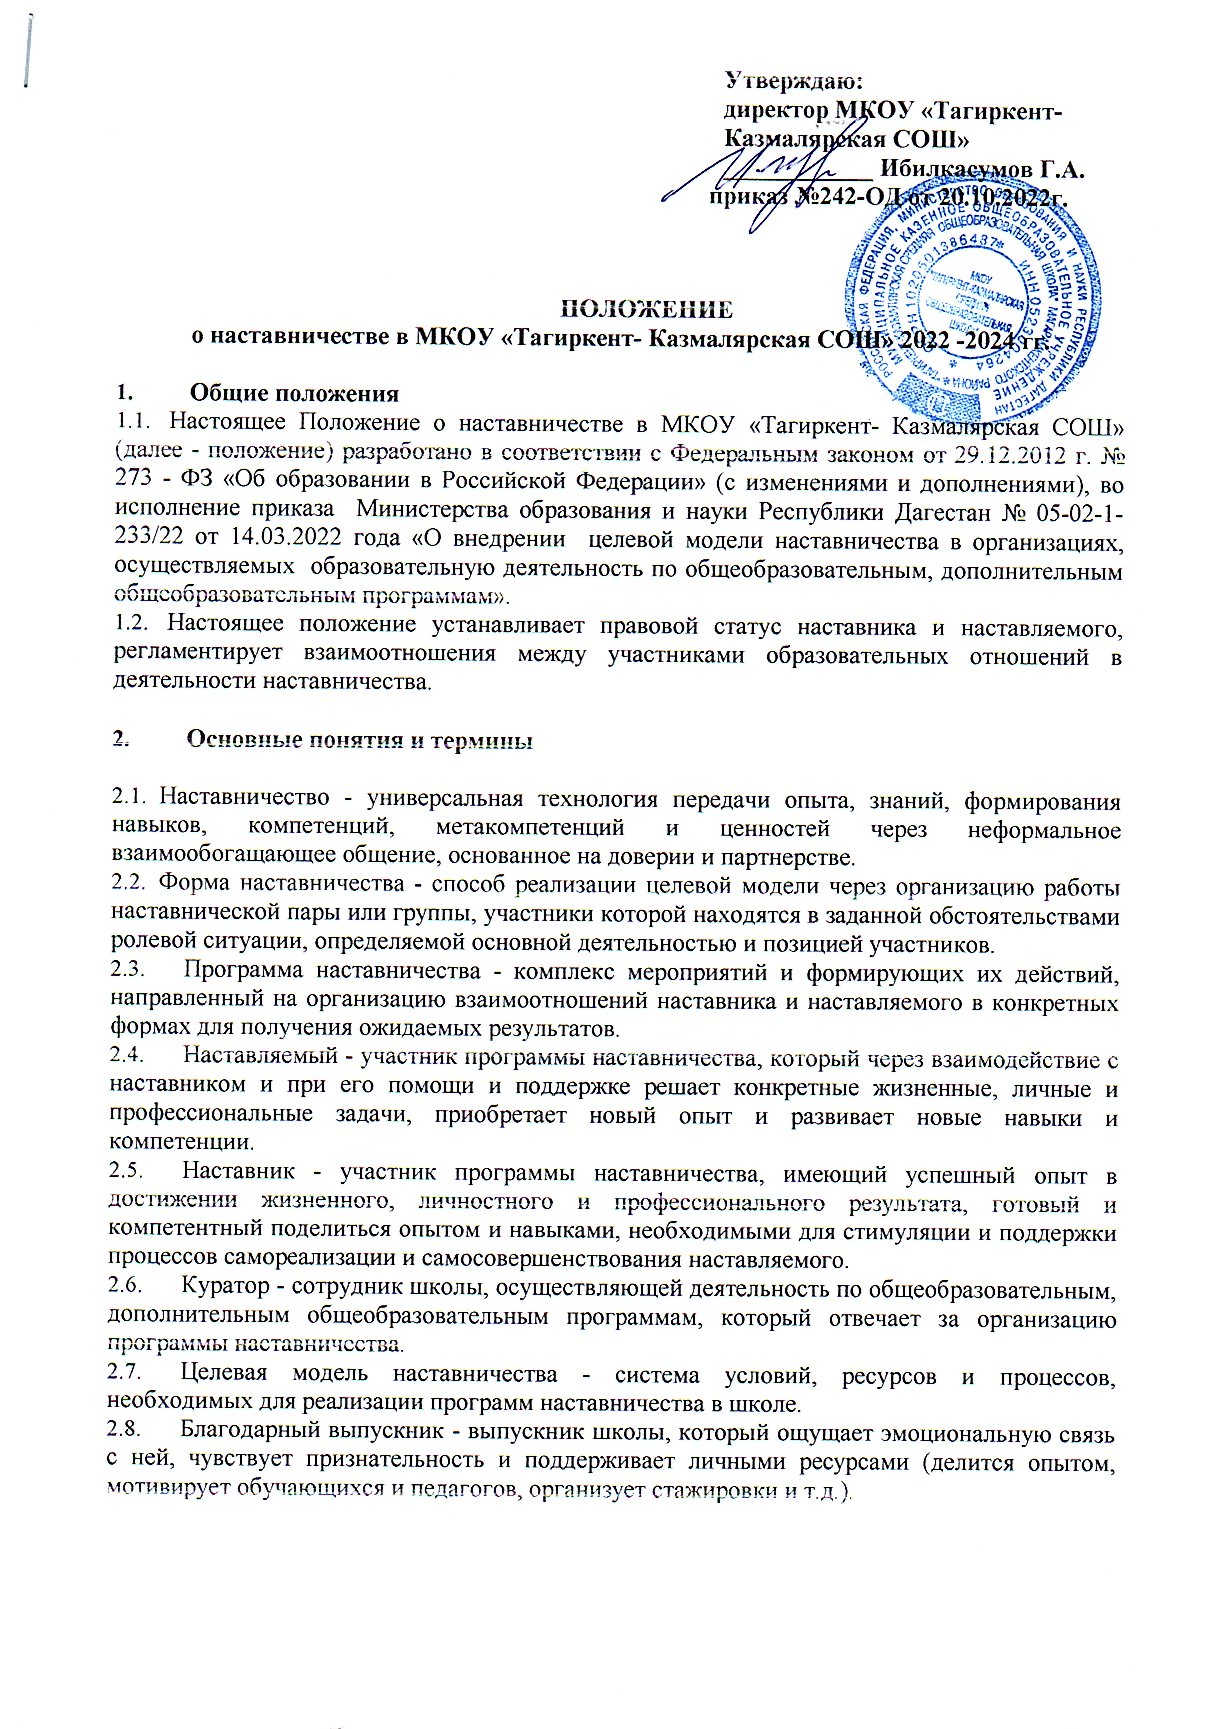 Утверждаю:
директор МКОУ «Тагиркент-
Казмалярская СОШ»
____________ Ибилкасумов Г.А.
приказ №242-ОД от 20.10.2022г.
ПОЛОЖЕНИЕ
о наставничестве в МКОУ «Тагиркент- Казмалярская СОШ» 2022 -2024 гг.
1. Общие положения
1.1. Настоящее Положение о наставничестве в МКОУ «Тагиркент- Казмалярская СОШ»
(далее - положение) разработано в соответствии с Федеральным законом от 29.12.2012 г. №
273 - ФЗ «Об образовании в Российской Федерации» (с изменениями и дополнениями), во
исполнение приказа Министерства образования и науки Республики Дагестан № 05-02-1-
233/22 от 14.03.2022 года «О внедрении целевой модели наставничества в организациях,
осуществляемых образовательную деятельность по общеобразовательным, дополнительным
общеобразовательным программам».
1.2. Настоящее положение устанавливает правовой статус наставника и наставляемого,
регламентирует взаимоотношения между участниками образовательных отношений в
деятельности наставничества.
2. Основные понятия и термины
2.1. Наставничество - универсальная технология передачи опыта, знаний, формирования
навыков, компетенций, метакомпетенций и ценностей через неформальное
взаимообогащающее общение, основанное на доверии и партнерстве.
2.2. Форма наставничества - способ реализации целевой модели через организацию работы
наставнической пары или группы, участники которой находятся в заданной обстоятельствами
ролевой ситуации, определяемой основной деятельностью и позицией участников.
2.3. Программа наставничества - комплекс мероприятий и формирующих их действий,
направленный на организацию взаимоотношений наставника и наставляемого в конкретных
формах для получения ожидаемых результатов.
2.4. Наставляемый - участник программы наставничества, который через взаимодействие с
наставником и при его помощи и поддержке решает конкретные жизненные, личные и
профессиональные задачи, приобретает новый опыт и развивает новые навыки и
компетенции.
2.5. Наставник - участник программы наставничества, имеющий успешный опыт в
достижении жизненного, личностного и профессионального результата, готовый и
компетентный поделиться опытом и навыками, необходимыми для стимуляции и поддержки
процессов самореализации и самосовершенствования наставляемого.
2.6. Куратор - сотрудник школы, осуществляющей деятельность по общеобразовательным,
дополнительным общеобразовательным программам, который отвечает за организацию
программы наставничества.
2.7. Целевая модель наставничества - система условий, ресурсов и процессов,
необходимых для реализации программ наставничества в школе.
2.8. Благодарный выпускник - выпускник школы, который ощущает эмоциональную связь
с ней, чувствует признательность и поддерживает личными ресурсами (делится опытом,
мотивирует обучающихся и педагогов, организует стажировки и т.д.).
РОССИЙСКАЯ ФЕДЕРАЦИЯ, МИНИСТЕРСТВО ОБРАЗОВАНИЯ И НАУКИ РЕСПУБЛИКИ ДАГЕСТАН
МУНИЦИПАЛЬНОЕ КАЗЕННОЕ ОБЩЕОБРАЗОВАТЕЛЬНОЕ УЧРЕЖДЕНИЕ